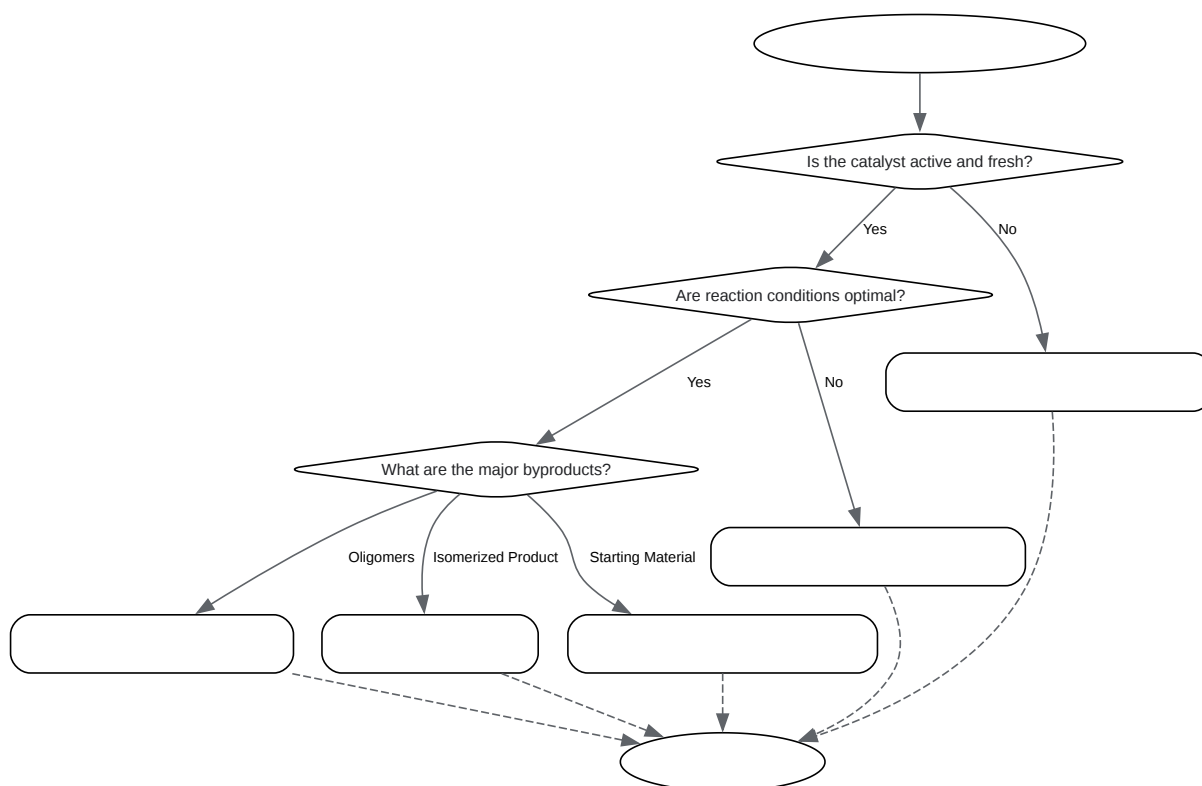 Is the catalyst active and fresh?
Yes
No
Are reaction conditions optimal?
Yes
No
What are the major byproducts?
Oligomers
Isomerized Product
Starting Material